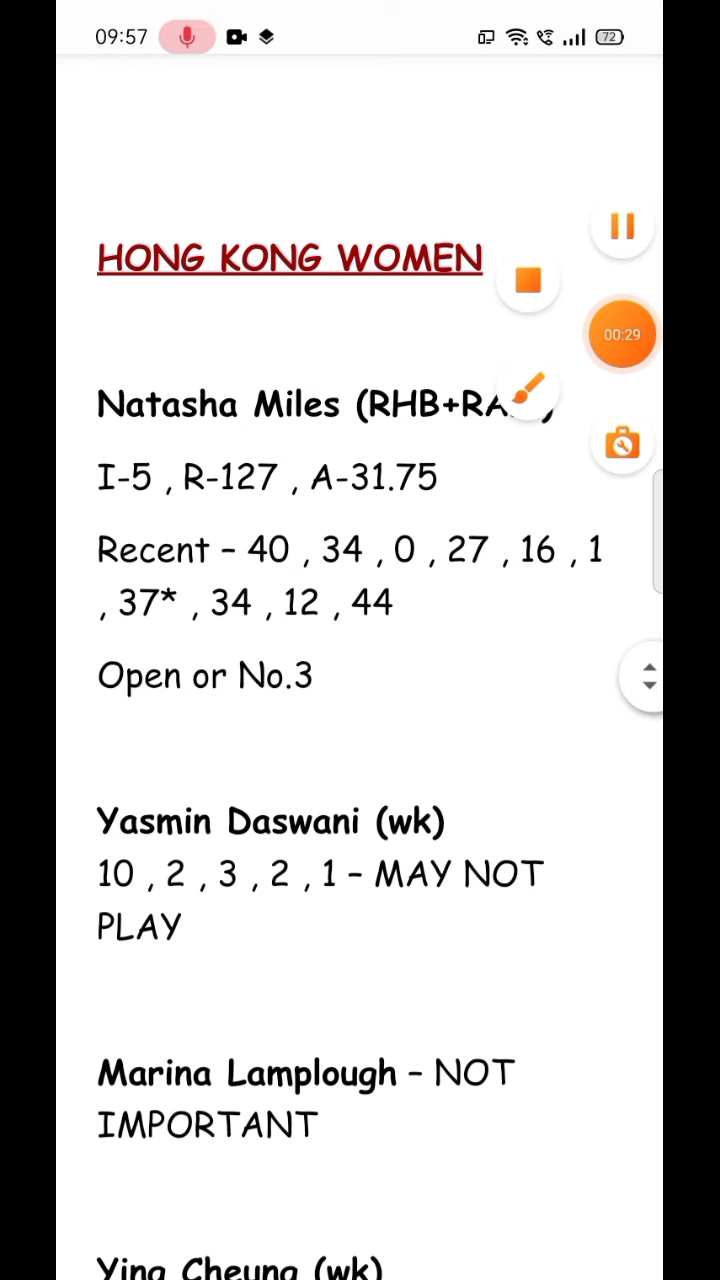 09:57
72
HONG KONG WOMEN
00:29
Natasha Miles
I-5 , R-127 , A-31.75
Recent – 40 , 34 , 0 , 27 , 16 , 1
, 37* , 34 , 12 , 44
Open or No.3
Yasmin Daswani (wk)
10 , 2 , 3 , 2 , 1 – MAY NOT
PLAY
Marina Lamplough – NOT
IMPORTANT
Ying Cheung (wk)